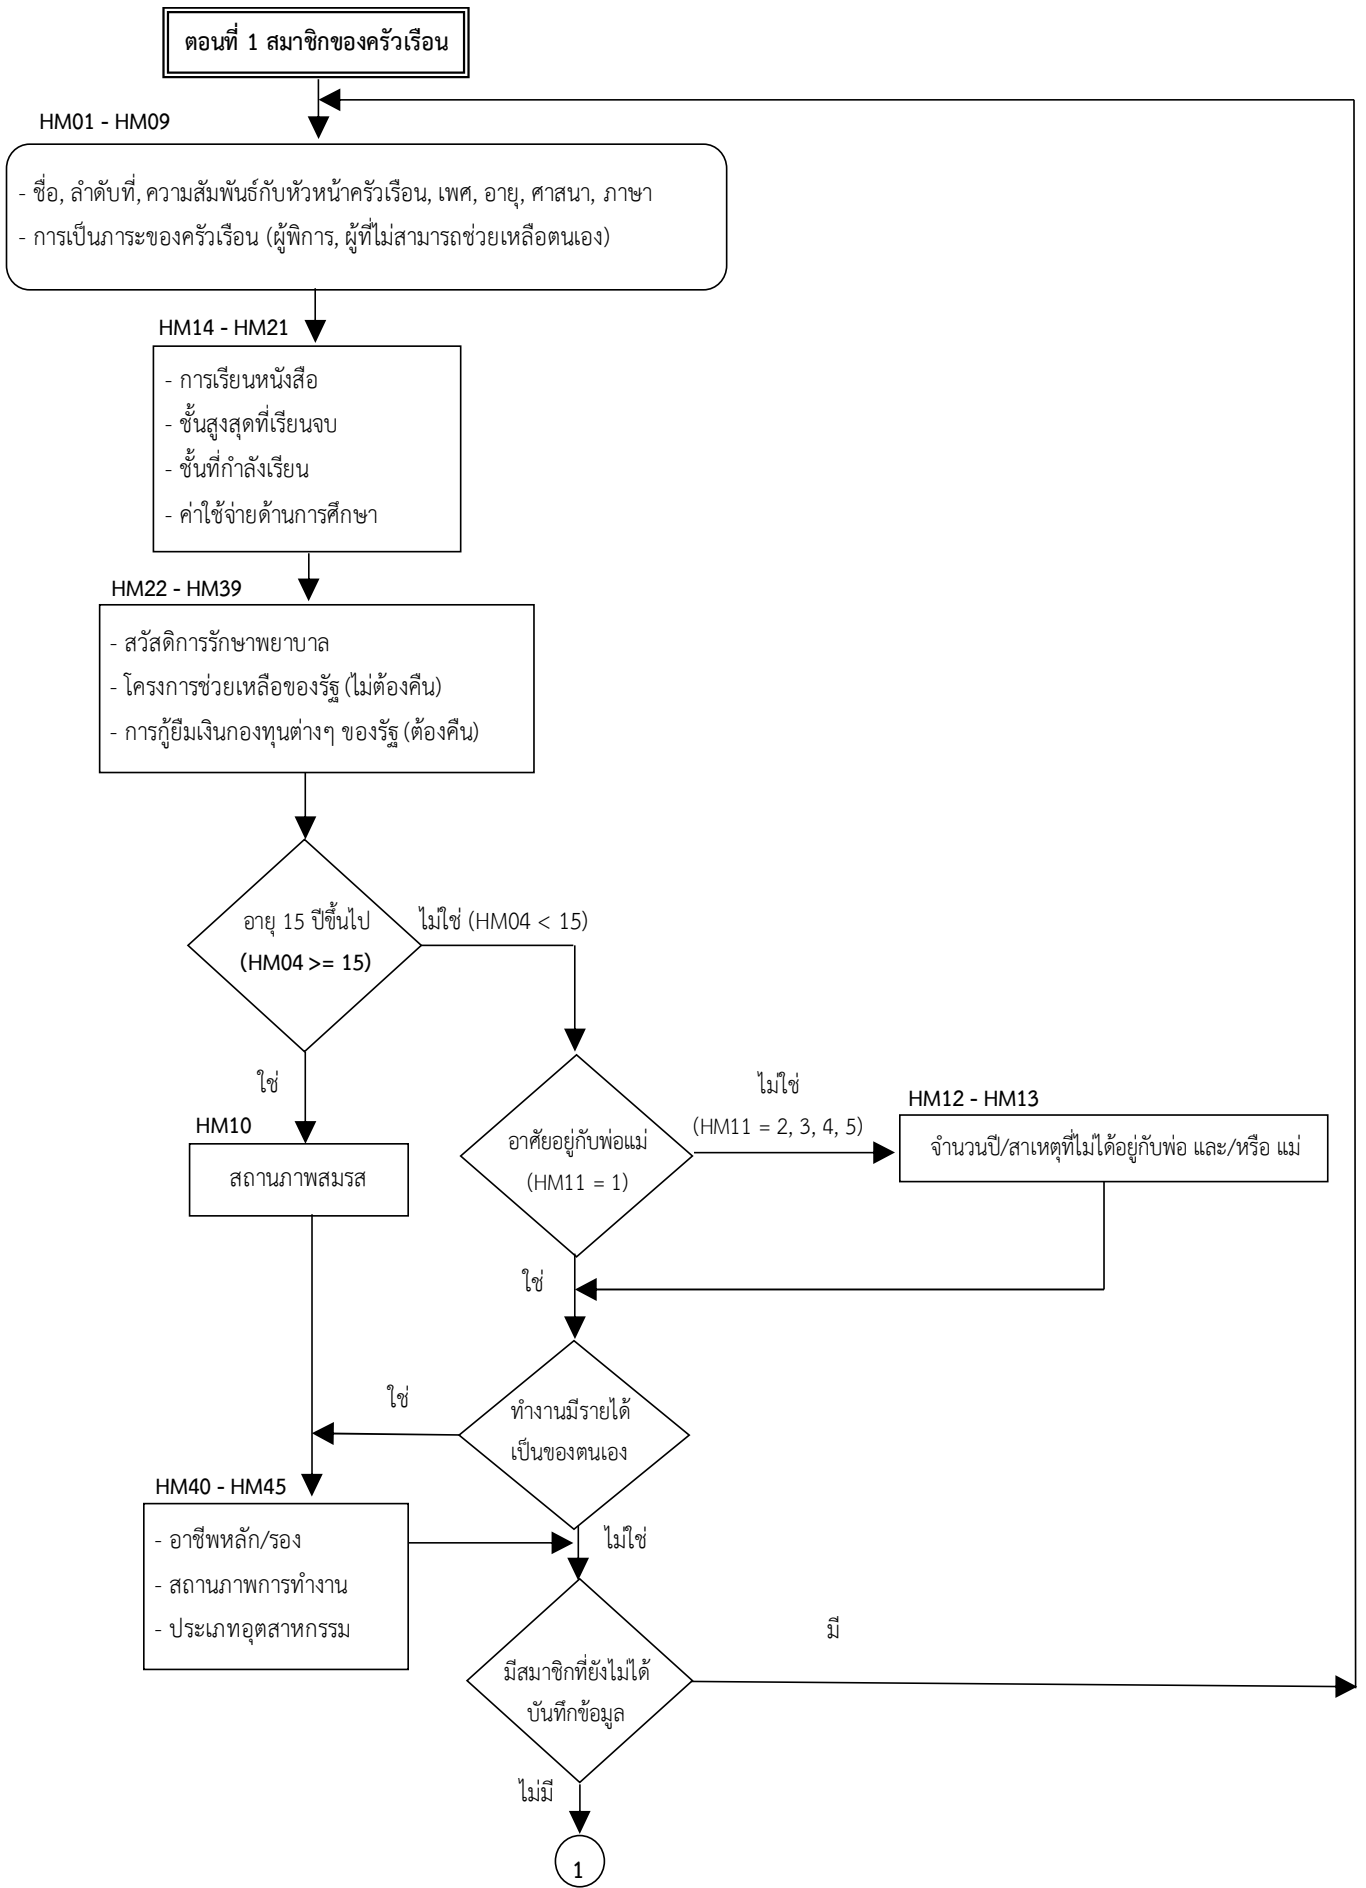 ตอนที่ 1 สมาชิกของครัวเรือน
HM01 - HM09
- ชื่อ, ลำดับที่, ความสัมพันธ์กับหัวหน้าครัวเรือน, เพศ, อายุ, ศาสนา, ภาษา
- การเป็นภาระของครัวเรือน (ผู้พิการ, ผู้ที่ไม่สามารถช่วยเหลือตนเอง)
HM14 - HM21
- การเรียนหนังสือ
- ชั้นสูงสุดที่เรียนจบ
- ชั้นที่กำลังเรียน
- ค่าใช้จ่ายด้านการศึกษา
HM22 - HM39
- สวัสดิการรักษาพยาบาล
- โครงการช่วยเหลือของรัฐ (ไม่ต้องคืน)
- การกู้ยืมเงินกองทุนต่างๆ ของรัฐ (ต้องคืน)
อายุ 15 ปีขึ้นไป
(HM04 >= 15)
ไม่ใช่ (HM04 < 15)
ใช่
HM10
สถานภาพสมรส
อาศัยอยู่กับพ่อแม่
(HM11 = 1)
ไม่ใช่
(HM11 = 2, 3, 4, 5)
HM12 - HM13
จำนวนปี/สาเหตุที่ไม่ได้อยู่กับพ่อ และ/หรือ แม่
ใช่
ใช่
ทำงานมีรายได้
เป็นของตนเอง
HM40 - HM45
- อาชีพหลัก/รอง
- สถานภาพการทำงาน
- ประเภทอุตสาหกรรม
ไม่ใช่
มี
มีสมาชิกที่ยังไม่ได้
บันทึกข้อมูล
ไม่มี
1